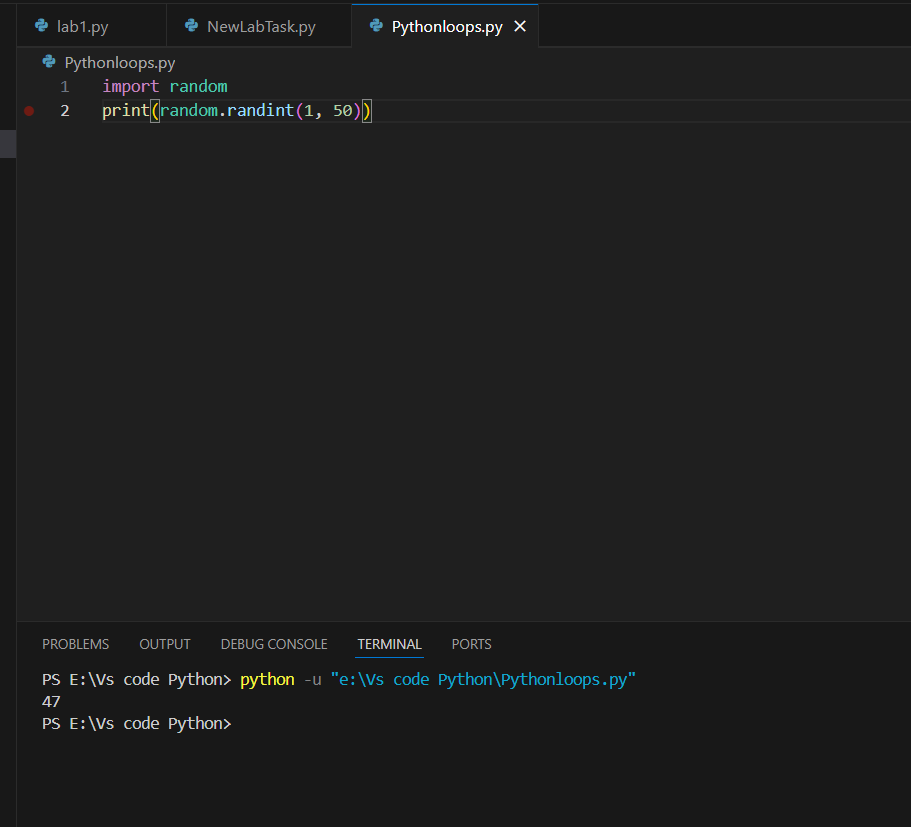 lab1.py NewLabTask.py Pythonloops.py
Pythonloops.py
1 import random
2 print(random.randint(1, 50))
PROBLEMS OUTPUT DEBUG CONSOLE TERMINAL PORTS
PS E:\Vs code Python> python -u "e:\Vs code Python\Pythonloops.py"
47
PS E:\Vs code Python>